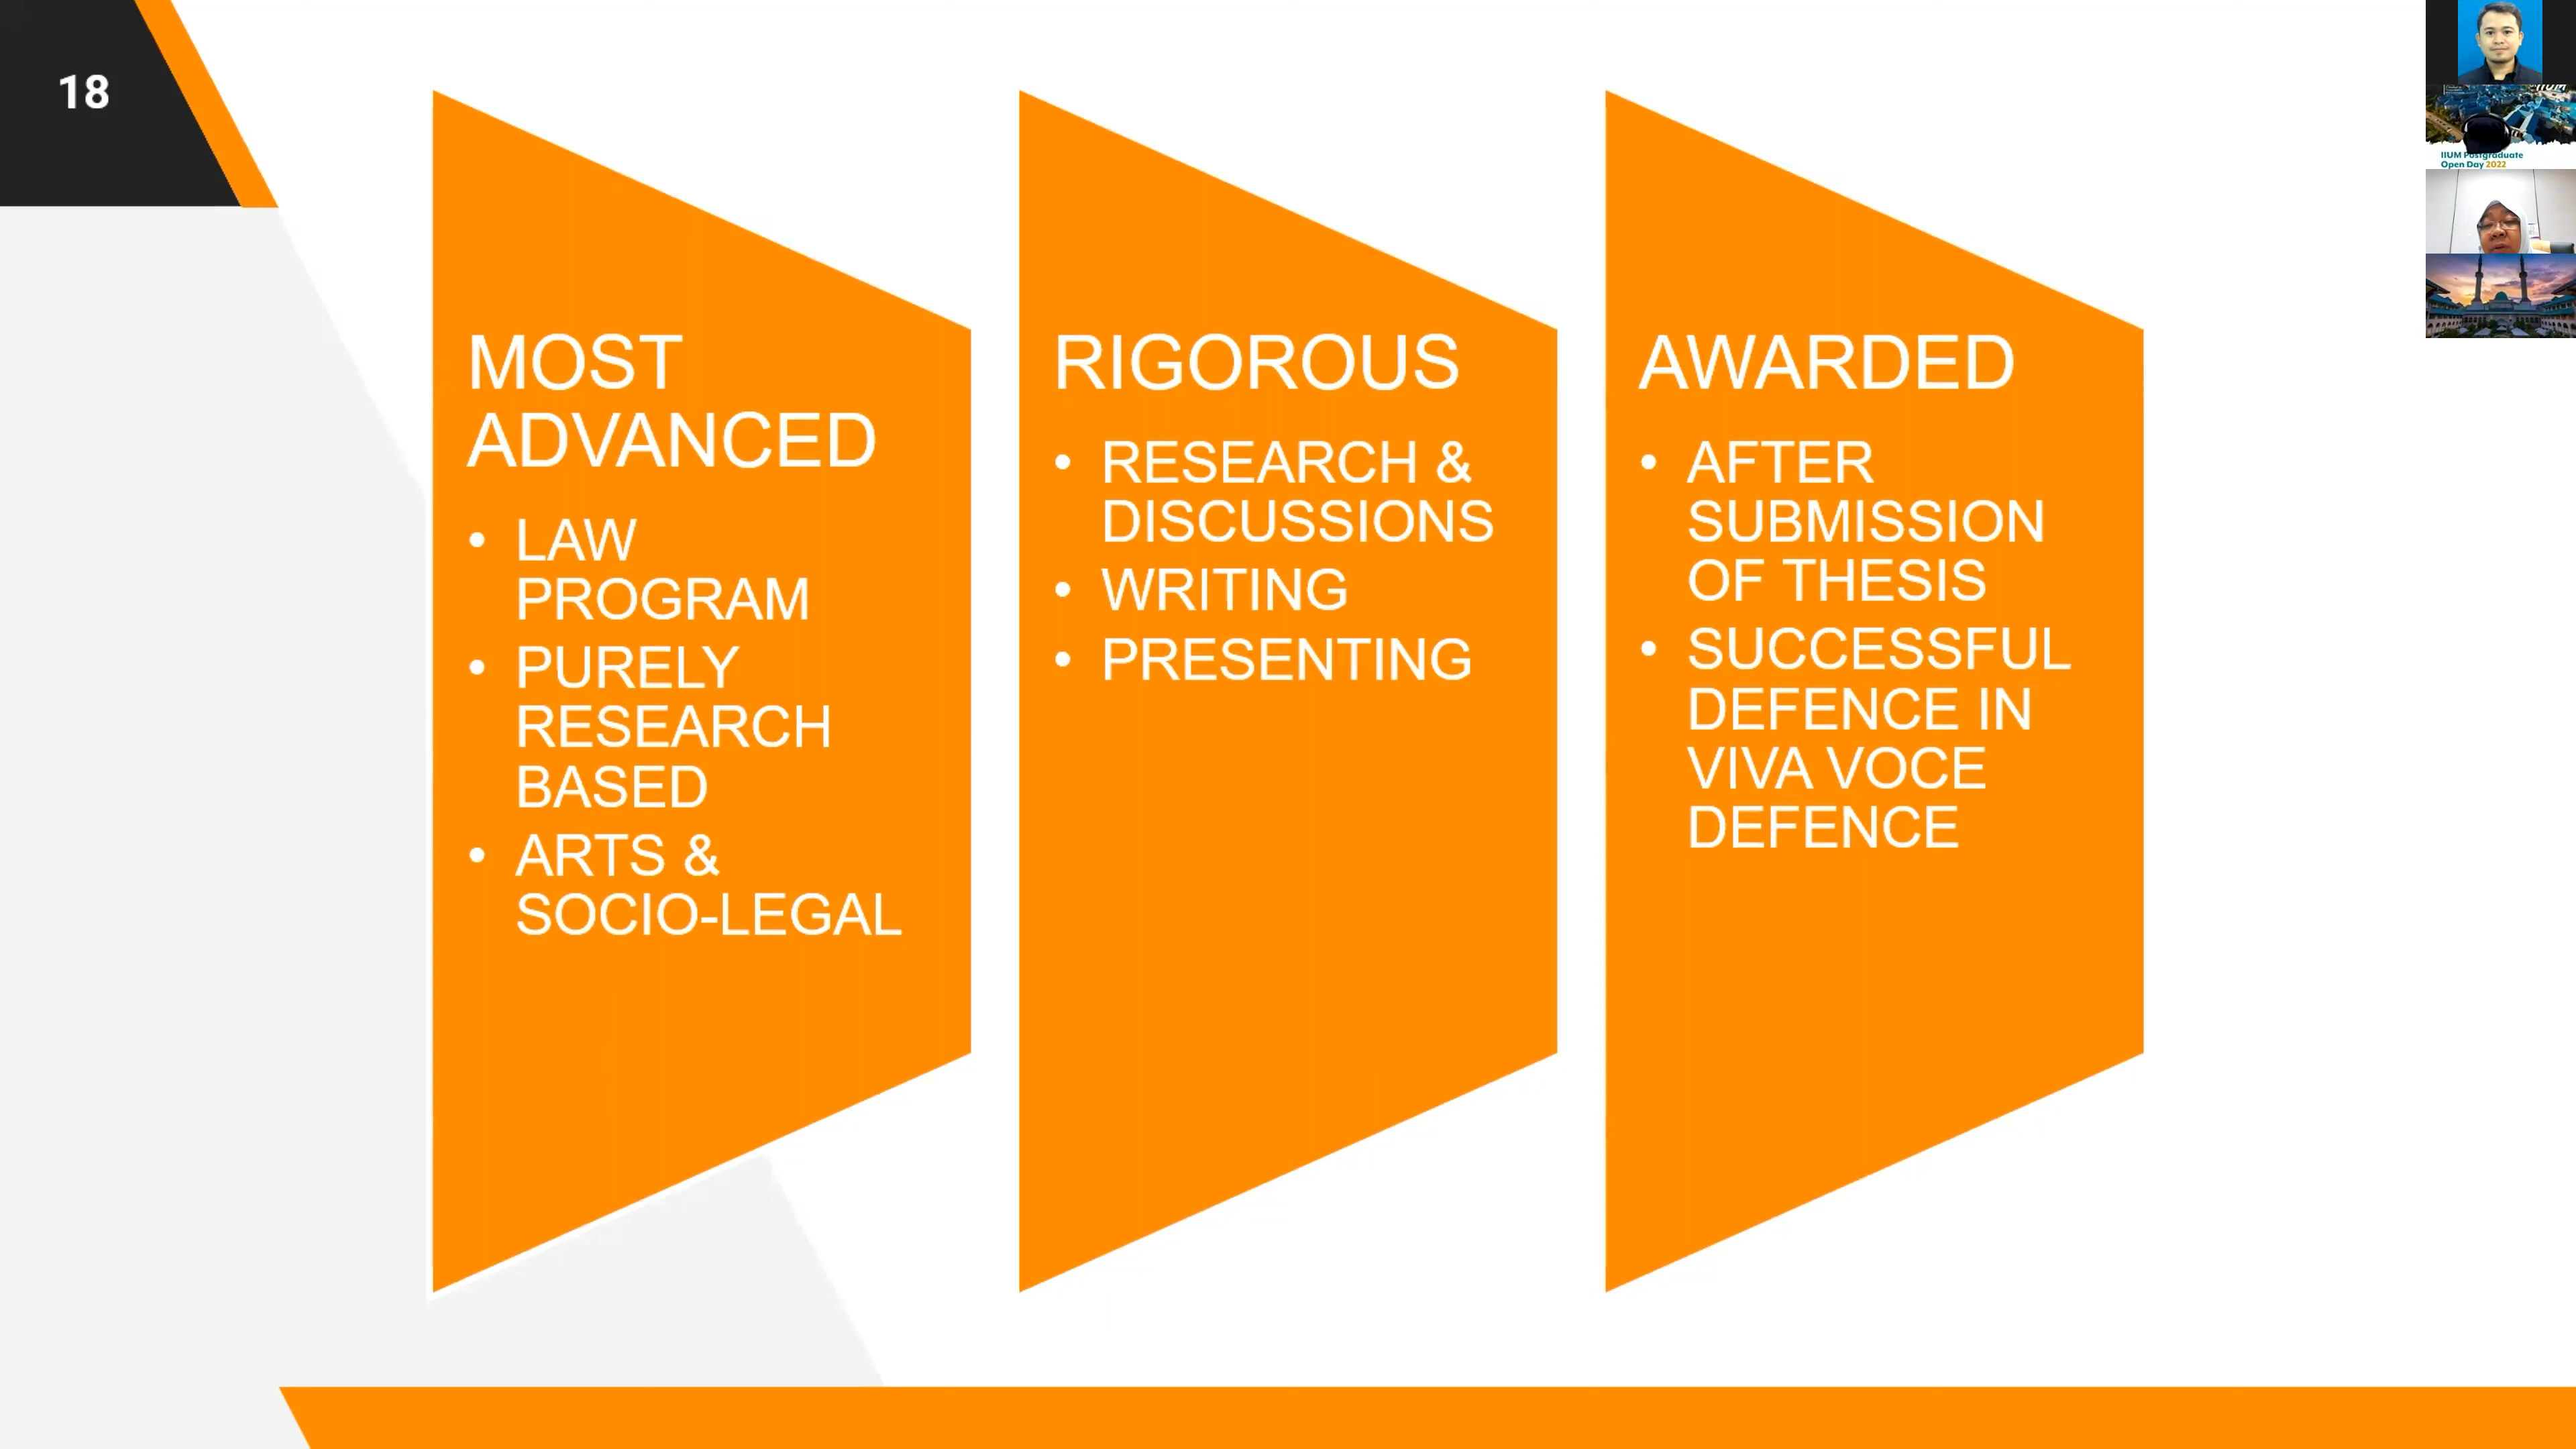 18
MOST
ADVANCED
• LAW
PROGRAM
• PURELY
RESEARCH
BASED
• ARTS &
SOCIO-LEGAL
RIGOROUS
• RESEARCH &
DISCUSSIONS
• WRITING
• PRESENTING
AWARDED
• AFTER
SUBMISSION
OF THESIS
• SUCCESSFUL
DEFENCE IN
VIVA VOCE
DEFENCE
IIUM Postgraduate
Open Day 2022